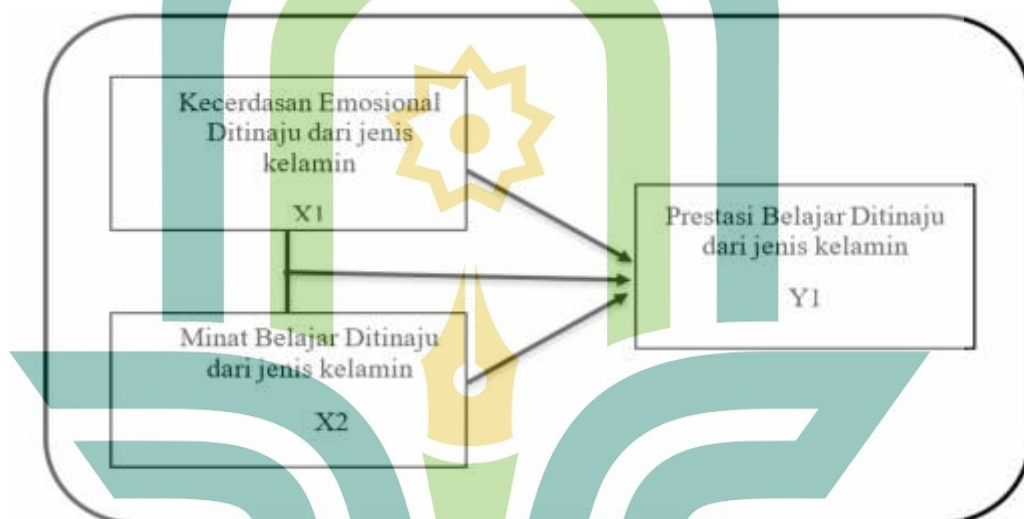 Kecerdasan Emosional
Ditinaju dari jenis
kelamin
X1
Minat Belajar Ditinaju
dari jenis kelamin
X2
Prestasi Belajar Ditinaju
dari jenis kelamin
Y1